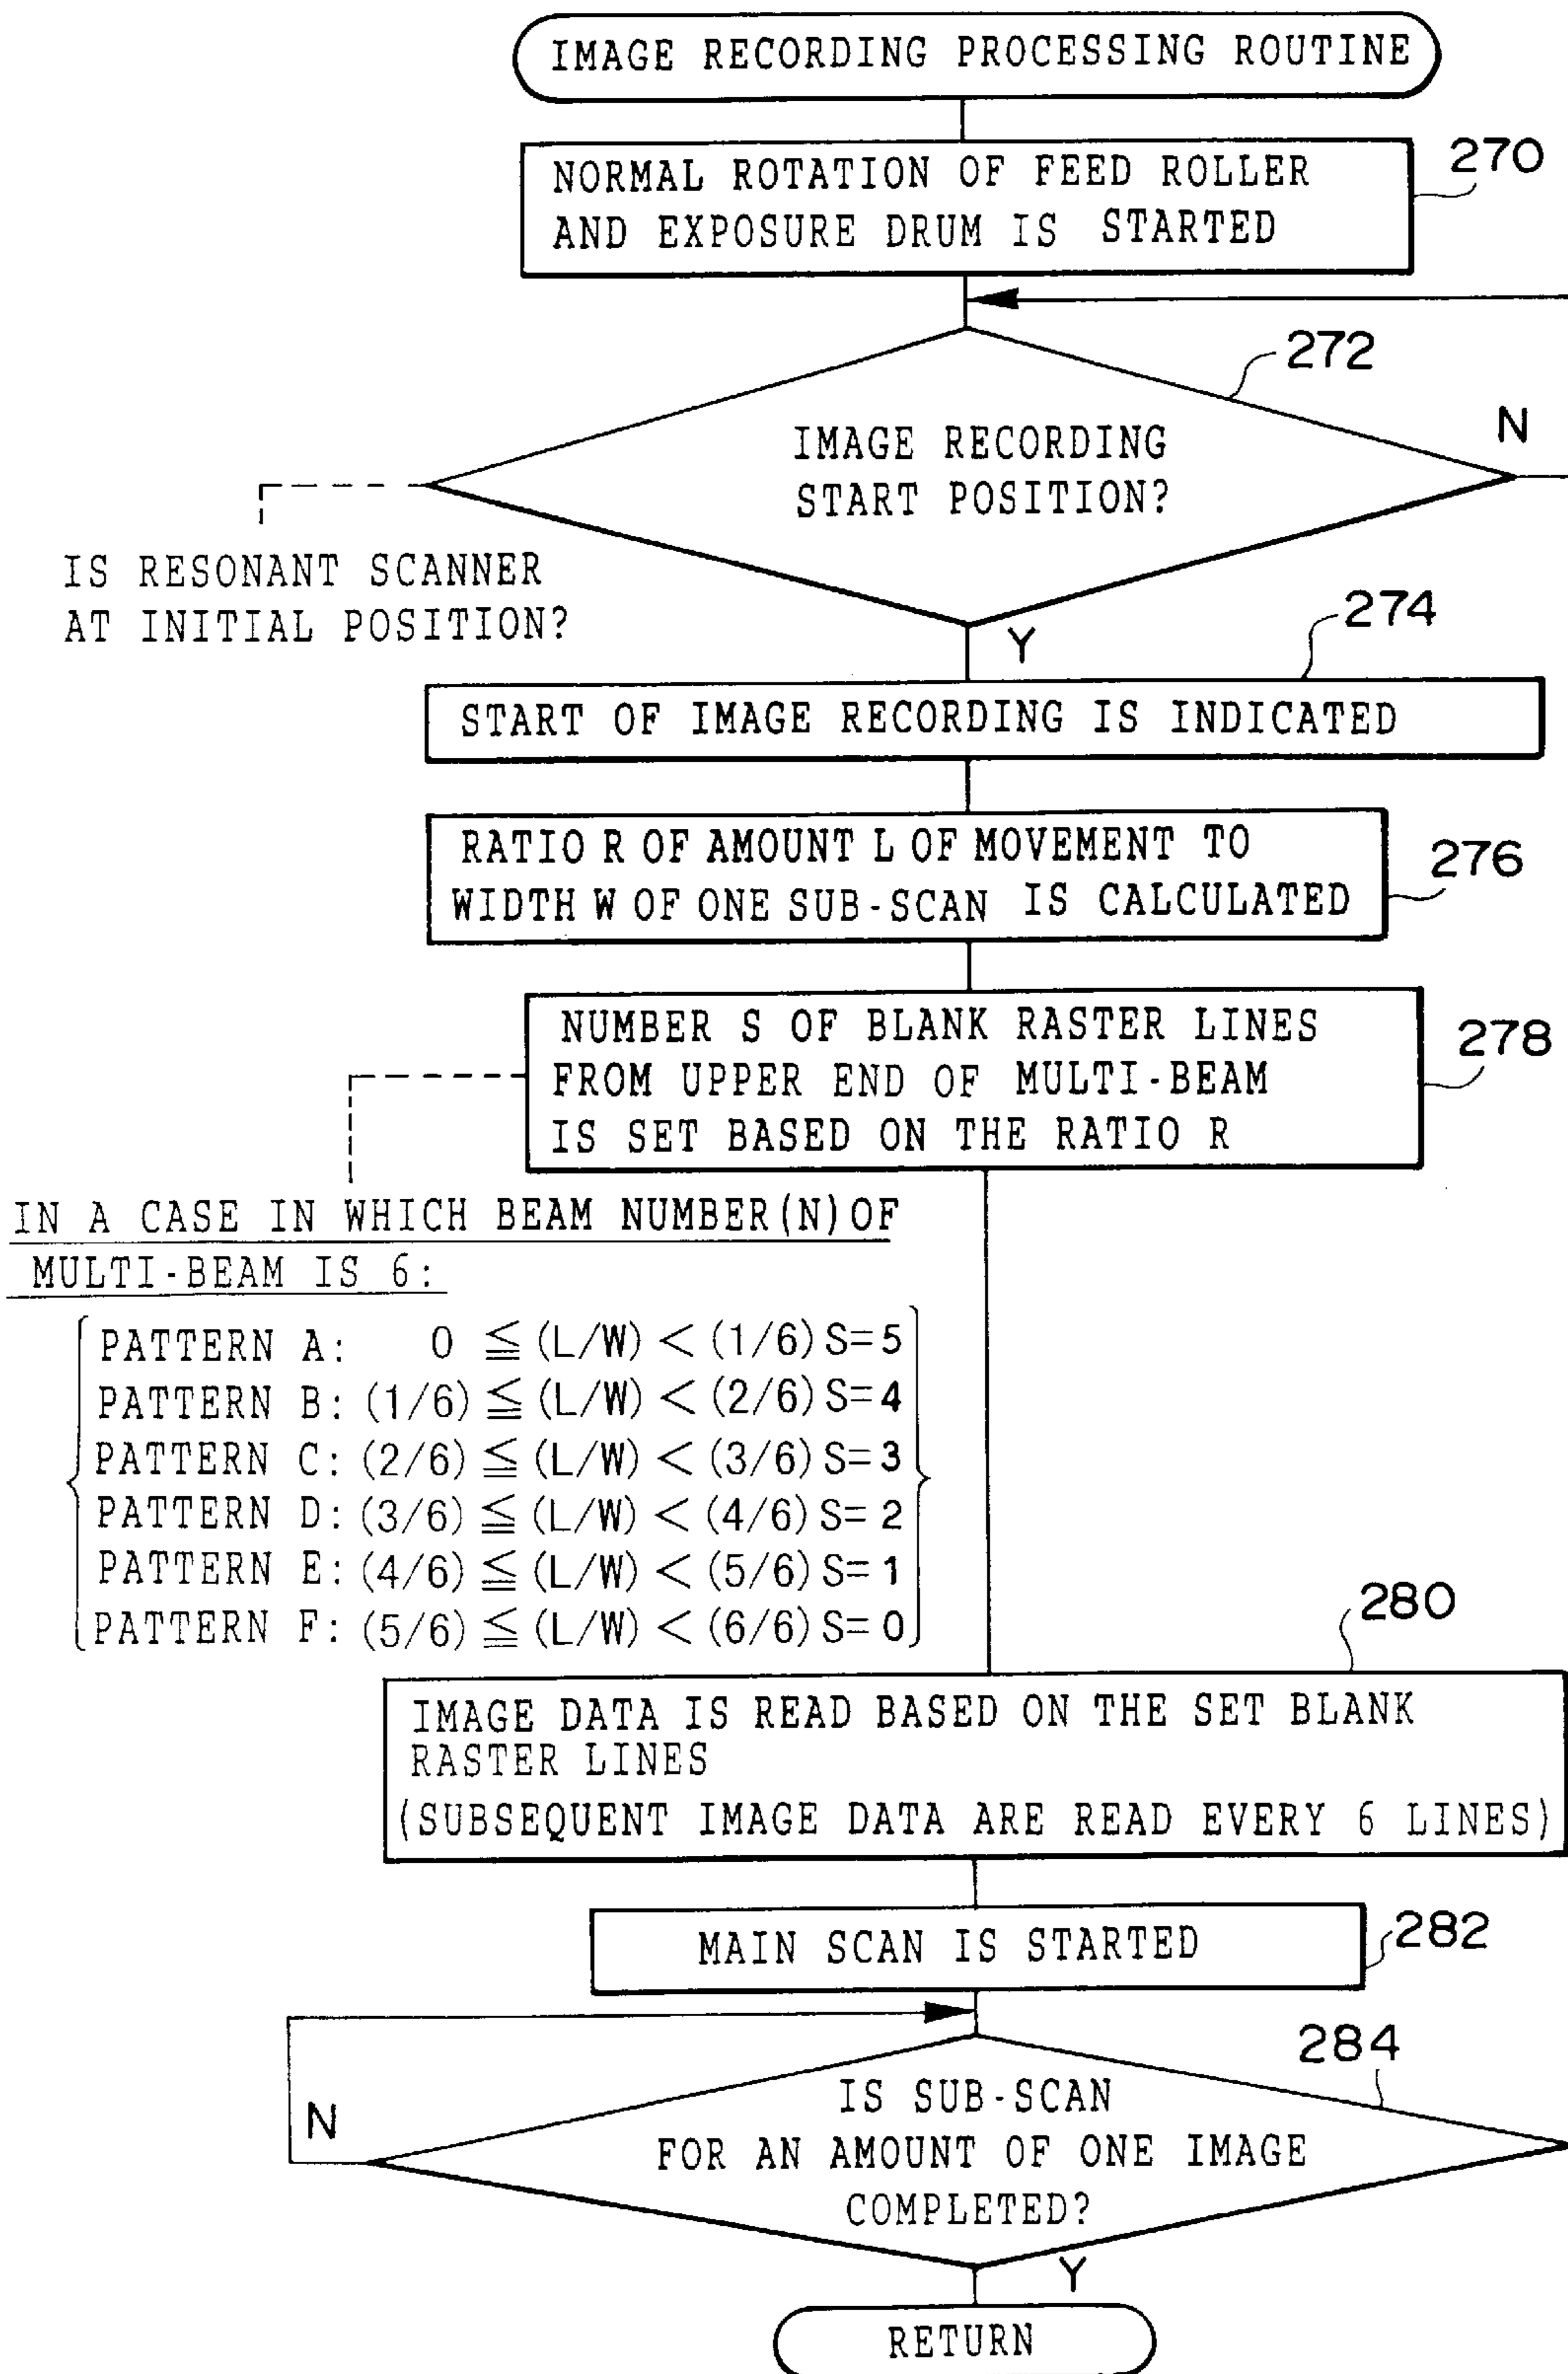 IMAGE RECORDING PROCESSING ROUTINE
NORMAL ROTATION OF FEED ROLLER
AND EXPOSURE DRUM IS STARTED
270
272
IMAGE RECORDING
START POSITION?
N
IS RESONANT SCANNER
AT INITIAL POSITION?
Y
274
START OF IMAGE RECORDING IS INDICATED
RATIO R OF AMOUNT L OF MOVEMENT TO
WIDTH W OF ONE SUB-SCAN IS CALCULATED
276
NUMBER S OF BLANK RASTER LINES
FROM UPPER END OF MULTI-BEAM
IS SET BASED ON THE RATIO R
278
IN A CASE IN WHICH BEAM NUMBER(N)OF
MULTI-BEAM IS 6:
PATTERN A: 0 ≦ (L/W) < (1/6) S=5
PATTERN B: (1/6) ≦ (L/W) < (2/6) S=4
PATTERN C: (2/6) ≦ (L/W) < (3/6) S=3
PATTERN D: (3/6) ≦ (L/W) < (4/6) S=2
PATTERN E: (4/6) ≦ (L/W) < (5/6) S=1
PATTERN F: (5/6) ≦ (L/W) < (6/6) S=0
280
IMAGE DATA IS READ BASED ON THE SET BLANK
RASTER LINES
(SUBSEQUENT IMAGE DATA ARE READ EVERY 6 LINES)
MAIN SCAN IS STARTED
282
284
IS SUB-SCAN
FOR AN AMOUNT OF ONE IMAGE
COMPLETED?
N
Y
RETURN